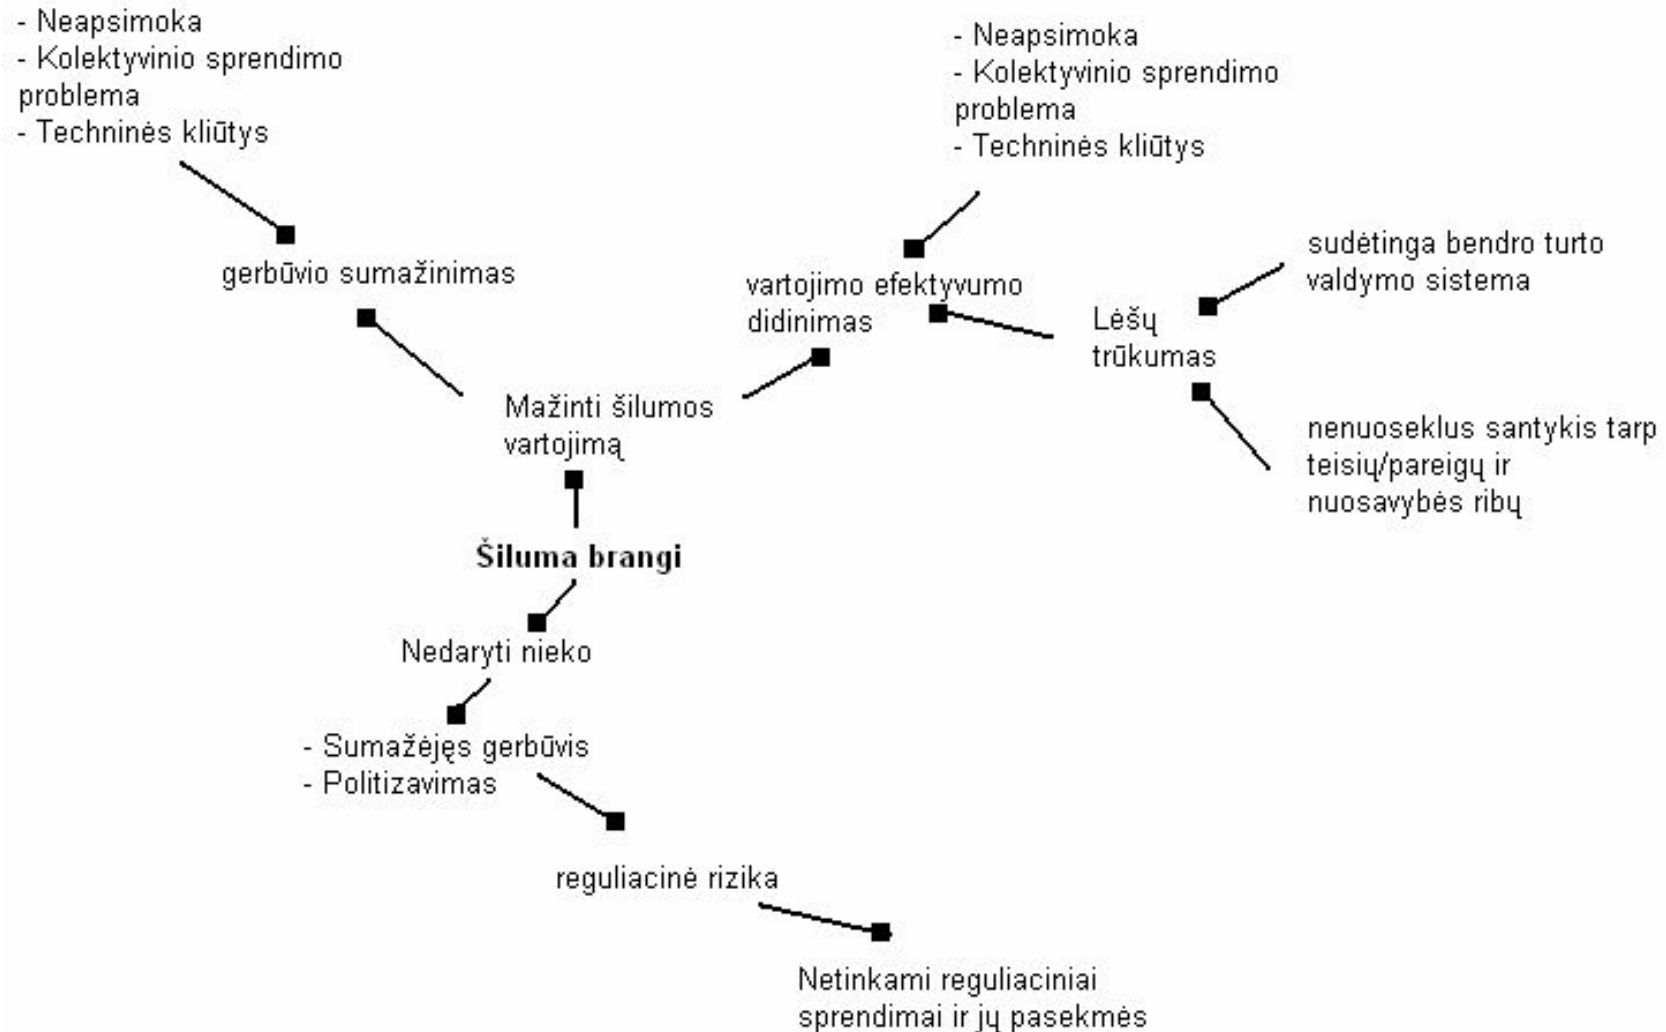 - Neapsimoka
- Kolektyvinio sprendimo
problema
- Techninės kliūtys
- Neapsimoka
- Kolektyvinio sprendimo
problema
- Techninės kliūtys
gerbūvio sumažinimas
vartojimo efektyvumo
didinimas
sudėtinga bendro turto
valdymo sistema
Lėšų
trūkumas
nenuoseklus santykis tarp
teisių/pareigų ir
nuosavybės ribų
Mažinti šilumos
vartojimą
Šiluma brangi
Nedaryti nieko
- Sumažėjęs gerbūvis
- Politizavimas
reguliacinė rizika
Netinkami reguliaciniai
sprendimai ir jų pasekmės